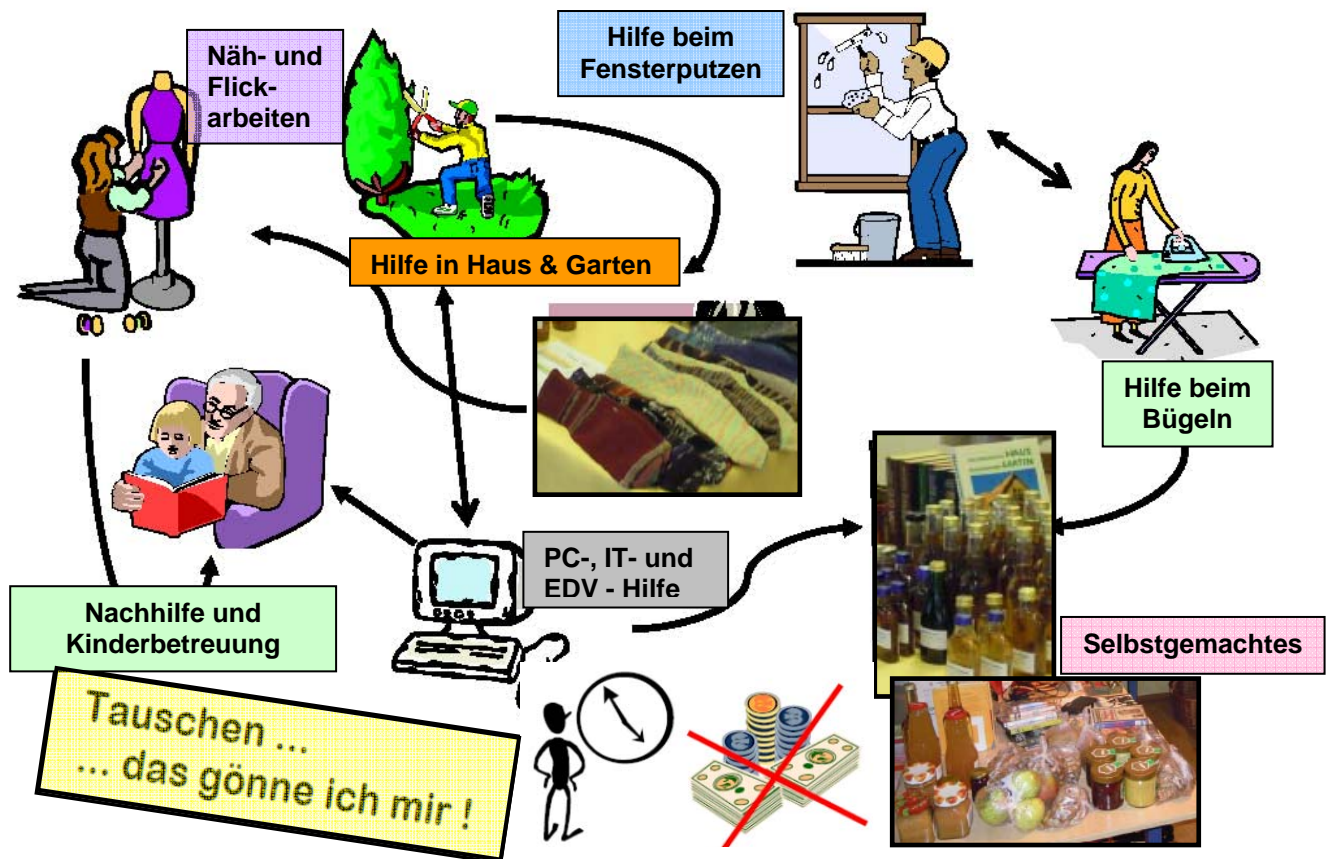 Näh- und
Flick-
arbeiten
Hilfe beim
Fensterputzen
Hilfe in Haus & Garten
Hilfe beim
Bügeln
HAUS
PC-, IT- und
EDV - Hilfe
Nachhilfe und
Kinderbetreuung
Selbstgemachtes
Tauschen ...
... das gönne ich mir !